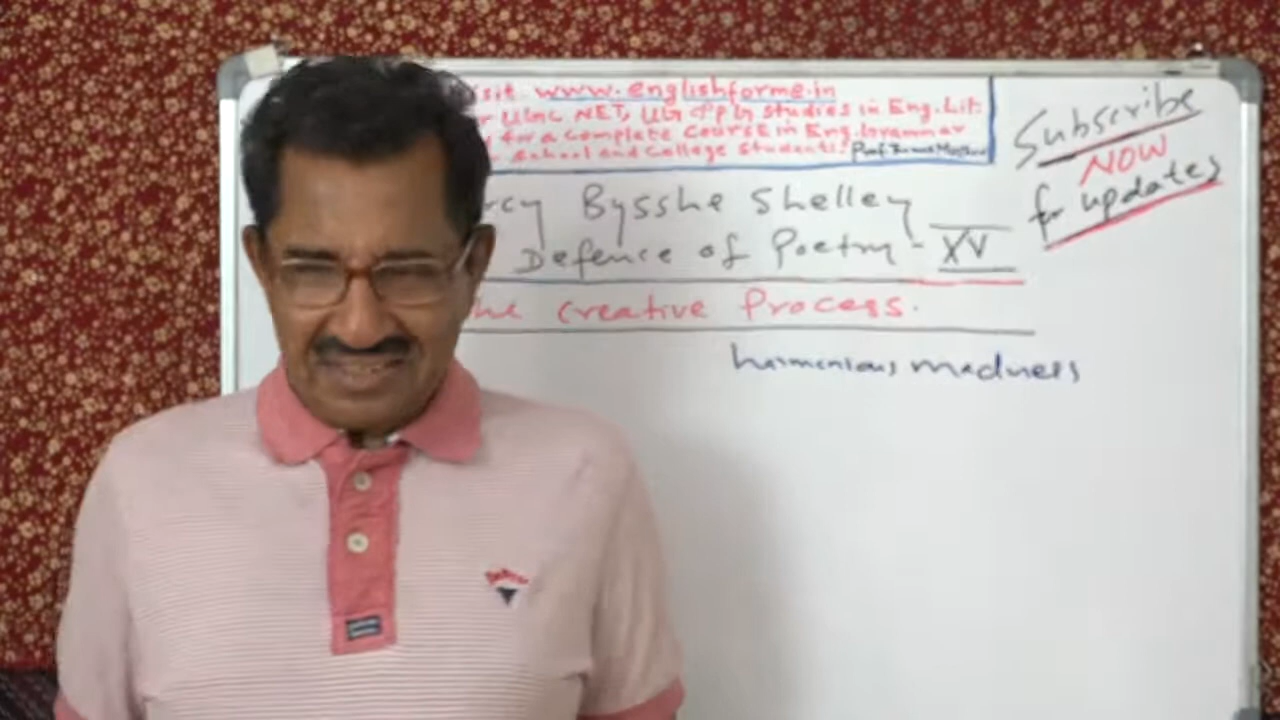 www.englishforme.in
UGC NET, UG & PG Studies in Eng. Lit.
for a complete course in Eng. Grammar
School and College Students. Prof.
Bysshe Shelley
Defence of Poetry - XV
Creative Process.
harmonious madness
Subscribe
NOW
for updates